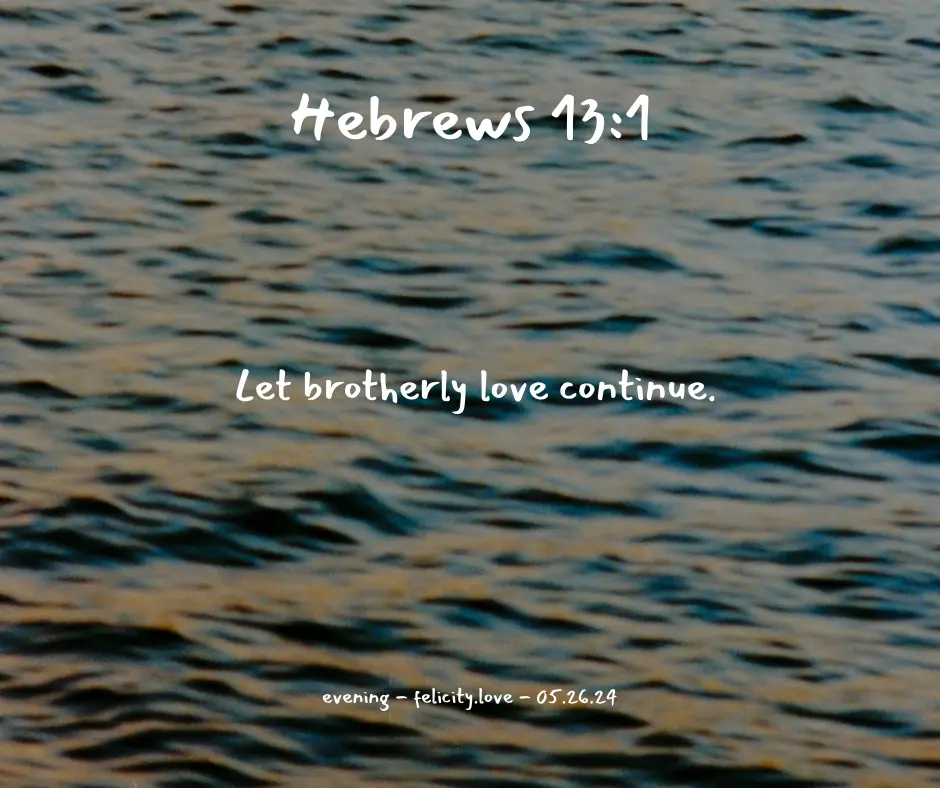 Hebrews 13:1
Let brotherly love continue.
evening - felicity.love - 05.26.24